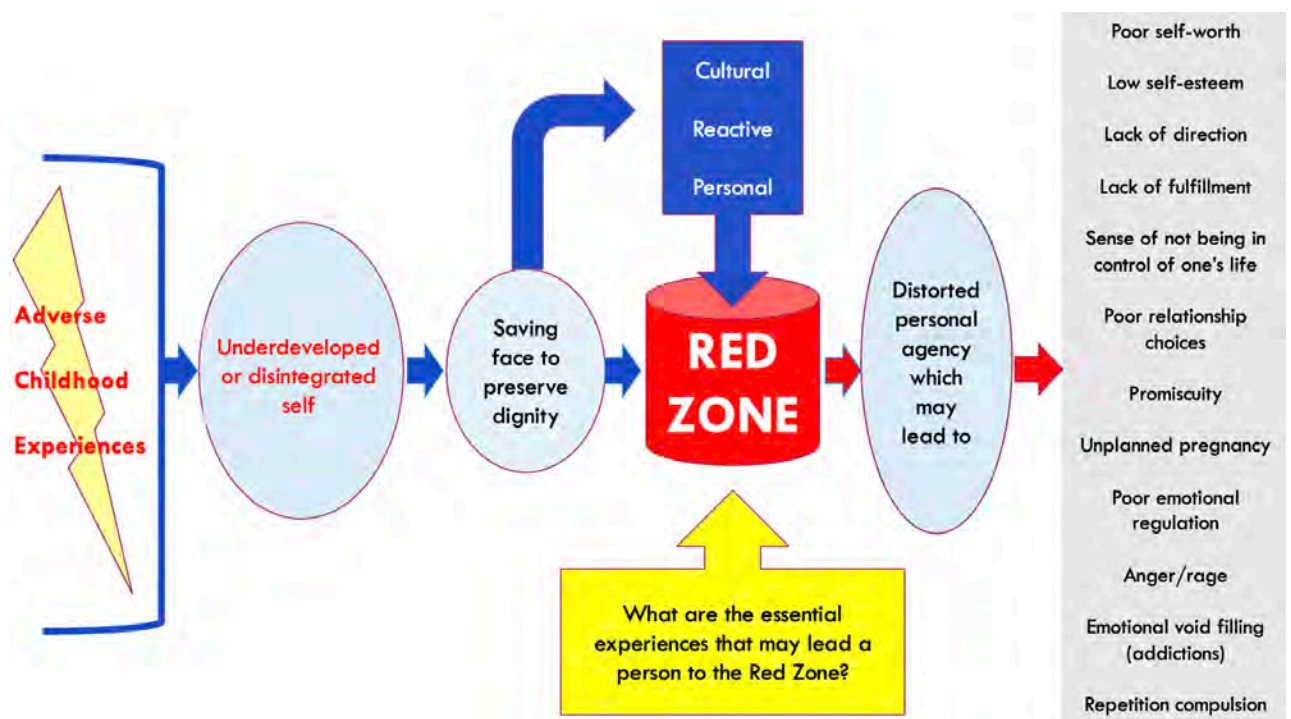 Adverse
Childhood
Experiences
Underdeveloped
or disintegrated
self
Saving
face to
preserve
dignity
Cultural
Reactive
Personal
RED
ZONE
What are the essential
experiences that may lead a
person to the Red Zone?
Distorted
personal
agency
which
may
lead to
Poor self-worth
Low self-esteem
Lack of direction
Lack of fulfillment
Sense of not being in
control of one's life
Poor relationship
choices
Promiscuity
Unplanned pregnancy
Poor emotional
regulation
Anger/rage
Emotional void filling
(addictions)
Repetition compulsion